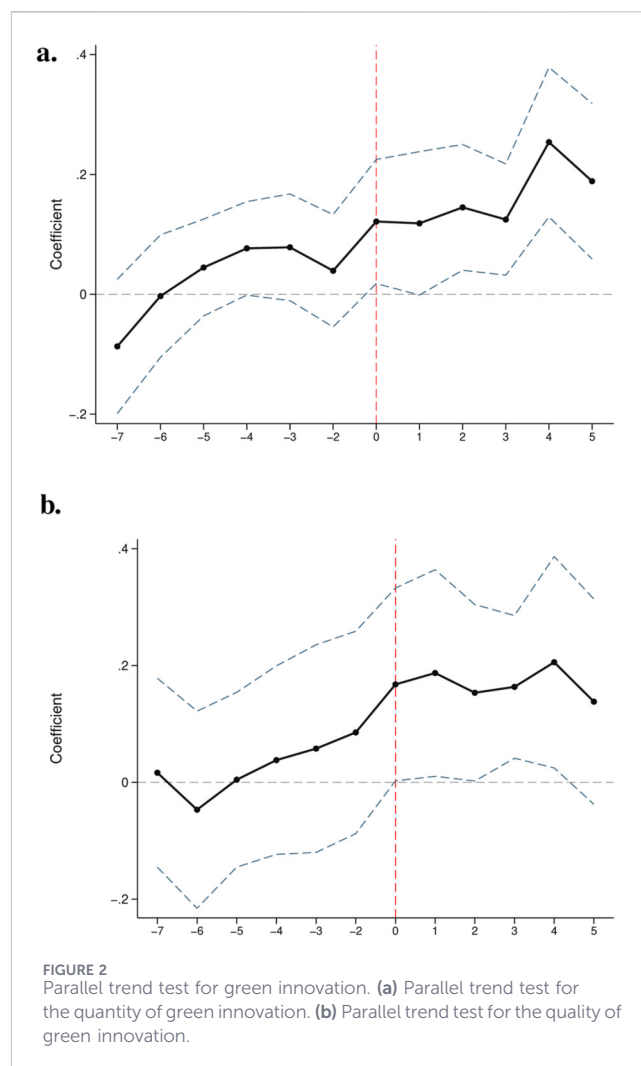 a.
.4
.2
0
-.2
Coefficient
-7 -6 -5 -4 -3 -2 0 1 2 3 4 5
b.
.4
.2
0
-.2
Coefficient
-7 -6 -5 -4 -3 -2 0 1 2 3 4 5
FIGURE 2
Parallel trend test for green innovation. (a) Parallel trend test for
the quantity of green innovation. (b) Parallel trend test for the quality of
green innovation.